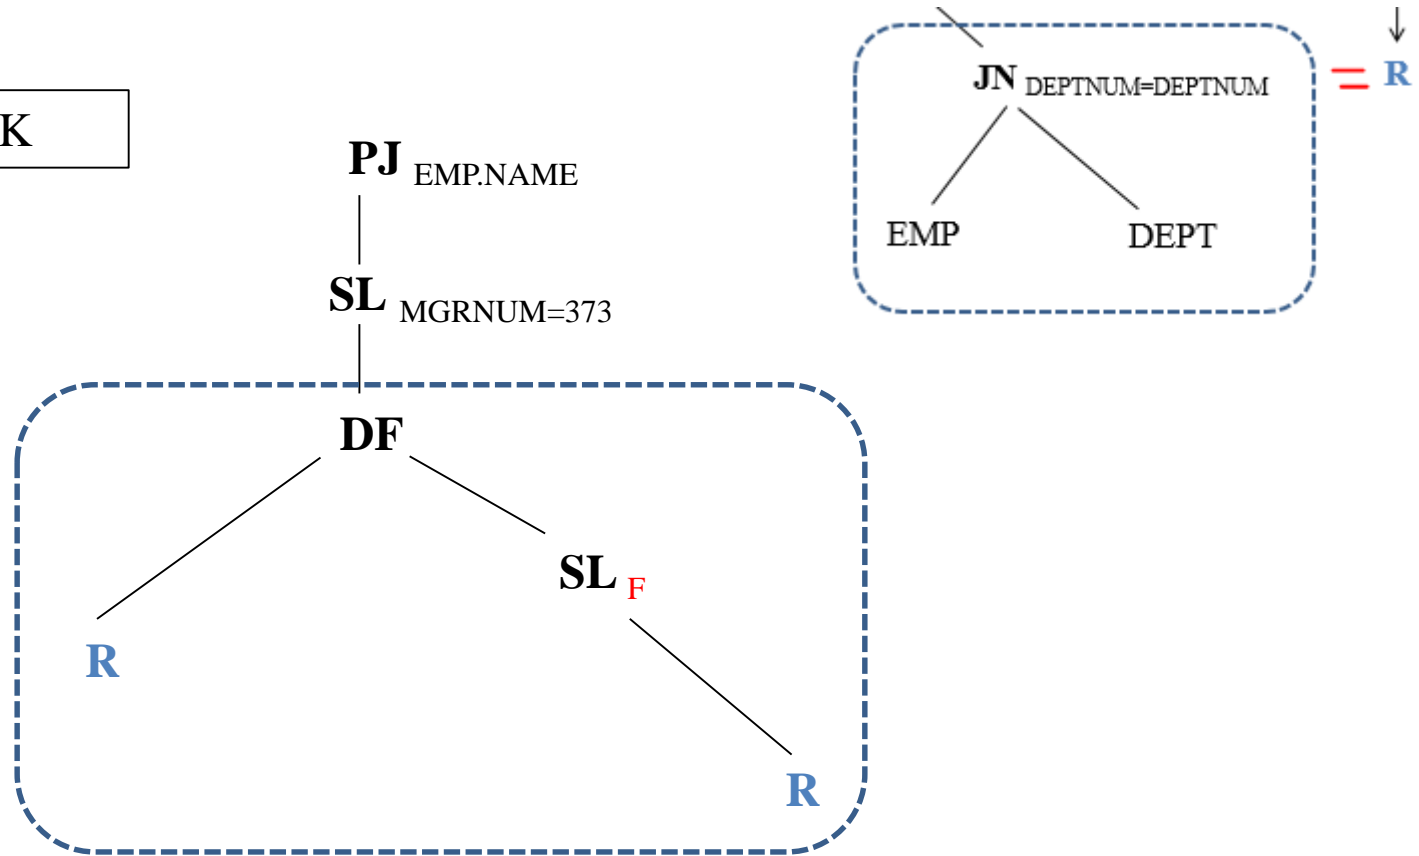 K
JN DEPTNUM=DEPTNUM
= R
EMP DEPT
PJ EMP.NAME
SL MGRNUM=373
DF
SL F
R
R